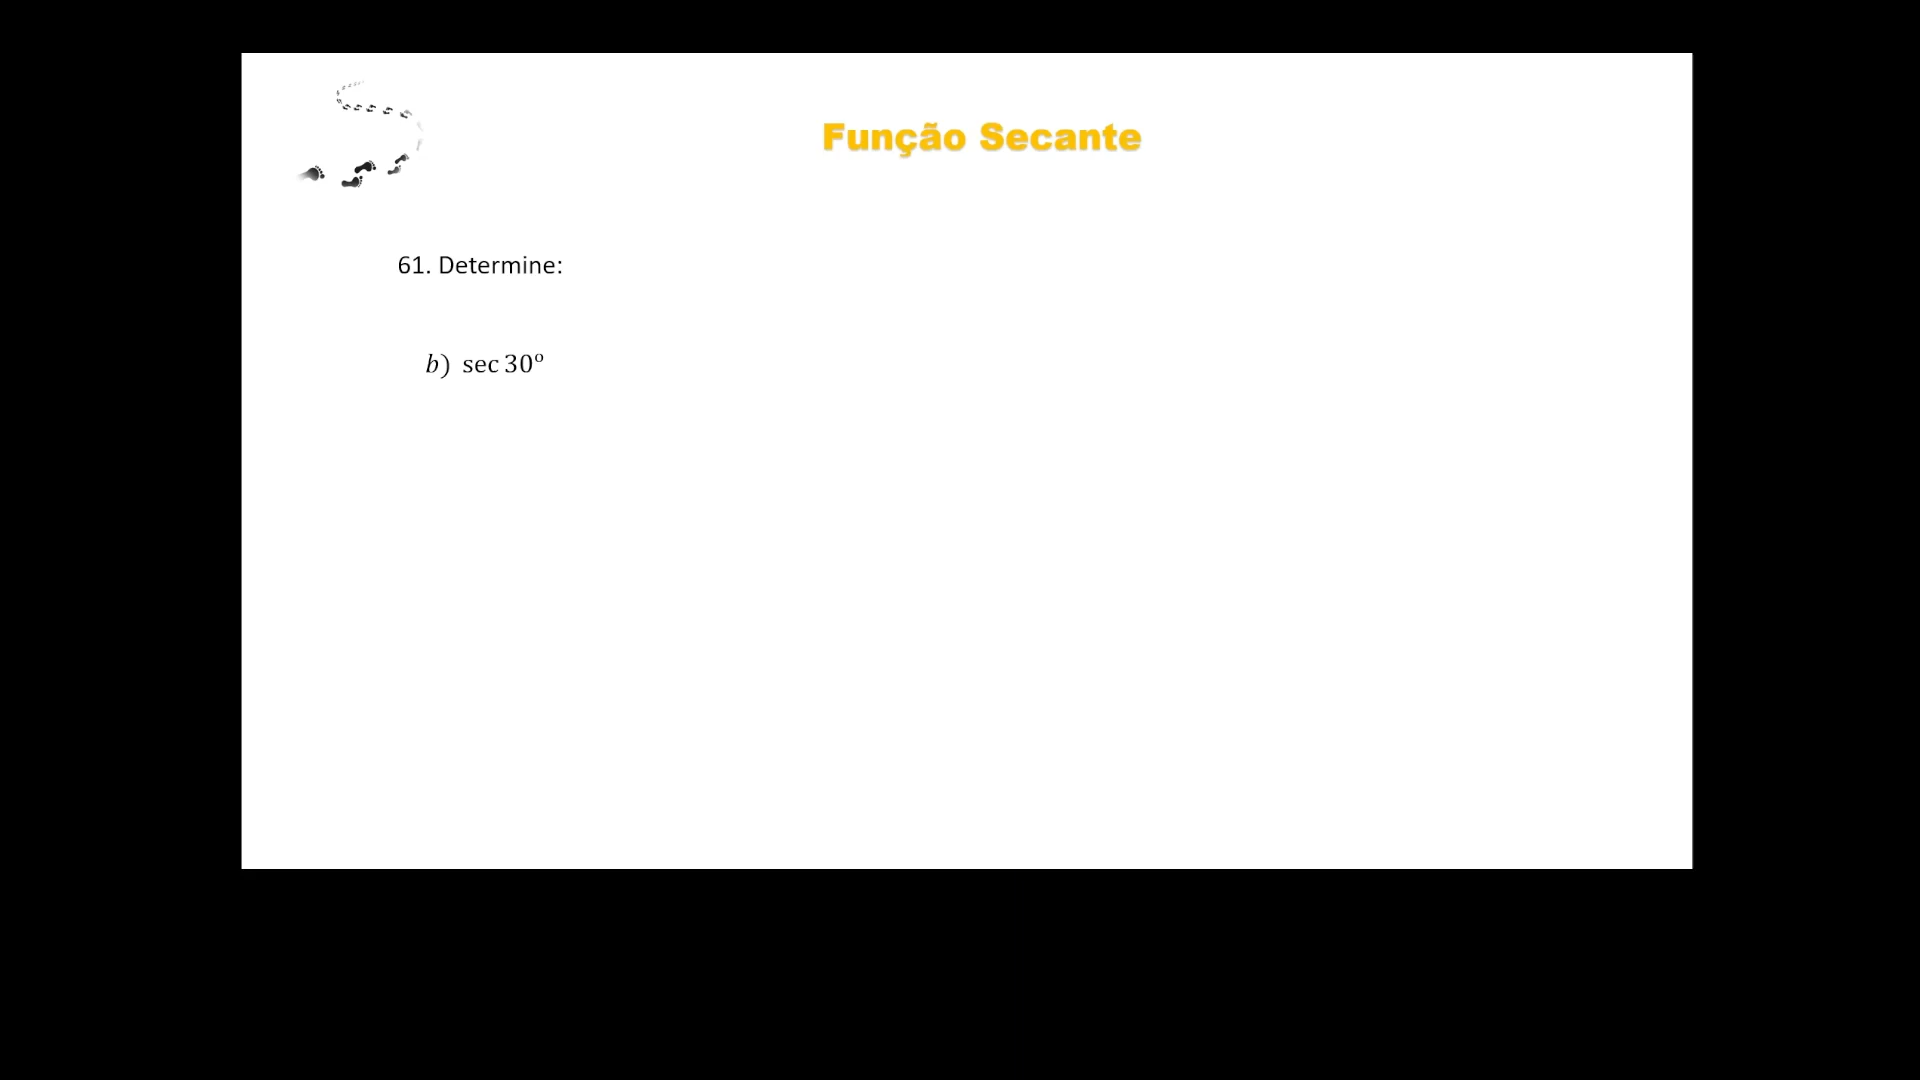 Função Secante
61. Determine:
b) sec 30º